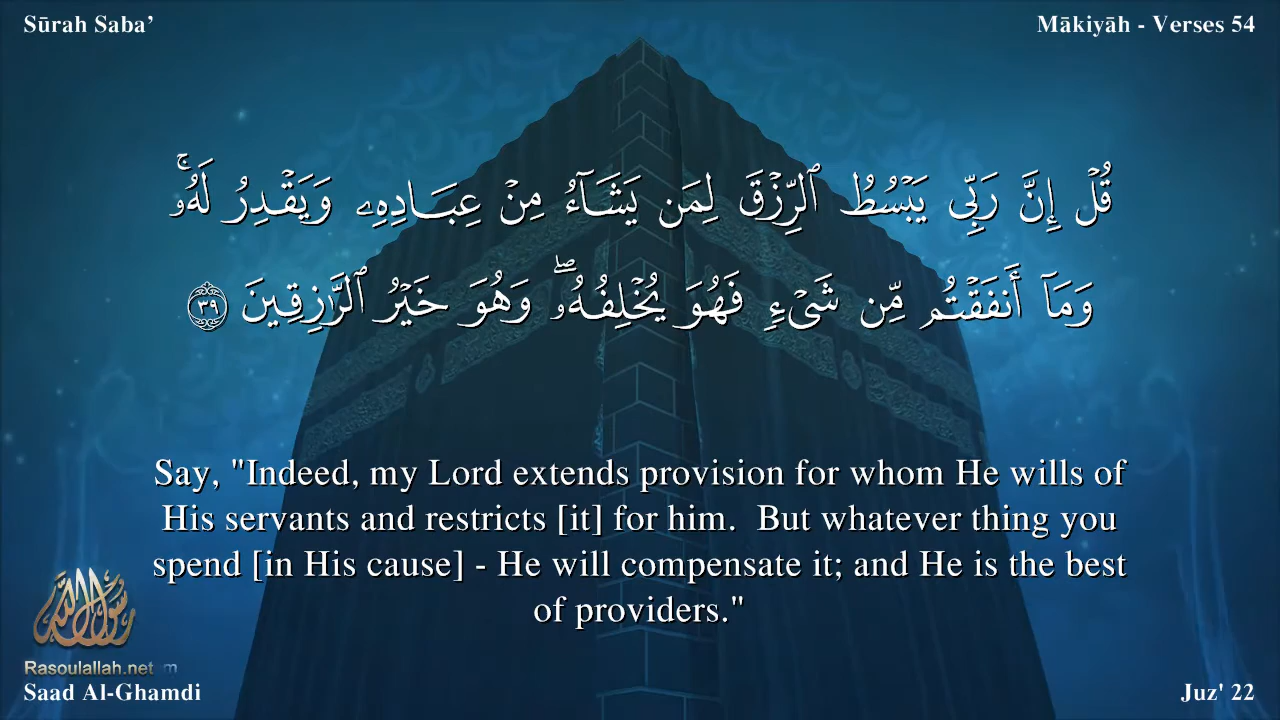 Sūrah Saba’
Mākiyāh - Verses 54
قُلْ إِنَّ رَبِّى يَبْسُطُ ٱلرِّزْقَ لِمَن يَشَآءُ مِنْ عِبَادِهِۦ وَيَقْدِرُ لَهُۥ ۚ
وَمَآ أَنفَقْتُم مِّن شَىْءٍ فَهُوَ يُخْلِفُهُۥ ۖ وَهُوَ خَيْرُ ٱلرَّٰزِقِينَ ٣٩
Say, "Indeed, my Lord extends provision for whom He wills of
His servants and restricts [it] for him.  But whatever thing you
spend [in His cause] - He will compensate it; and He is the best
of providers."
رسول الله
Rasoulallah.net m
Saad Al-Ghamdi
Juz' 22